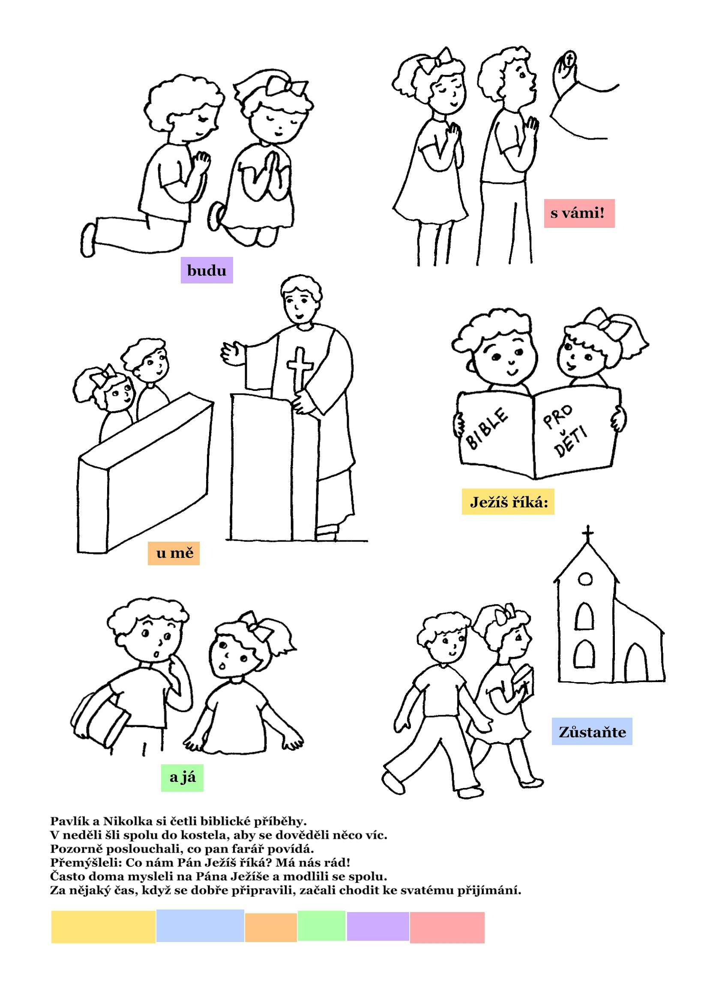 budu
s vámi!
BIBLE
PRO
DĚTI
Ježíš říká:
u mě
Zůstaňte
a já
Pavlík a Nikolka si četli biblické příběhy.
V neděli šli spolu do kostela, aby se dověděli něco víc.
Pozorně poslouchali, co pan farář povídá.
Přemýšleli: Co nám Pán Ježíš říká? Má nás rád!
Často doma mysleli na Pána Ježíše a modlili se spolu.
Za nějaký čas, když se dobře připravili, začali chodit ke svatému přijímání.